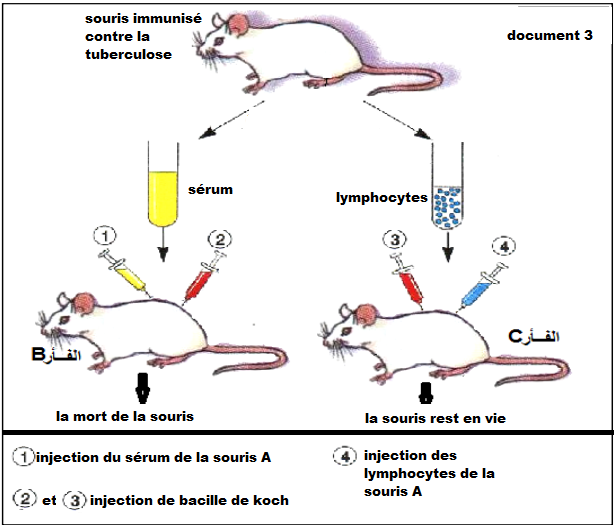 souris immunisé
contre la
tuberculose
document 3
sérum
lymphocytes
1
2
3
4
الفــأرB
الفــأرC
la mort de la souris
la souris rest en vie
1 injection du sérum de la souris A
2 et 3 injection de bacille de koch
4 injection des
lymphocytes de la
souris A